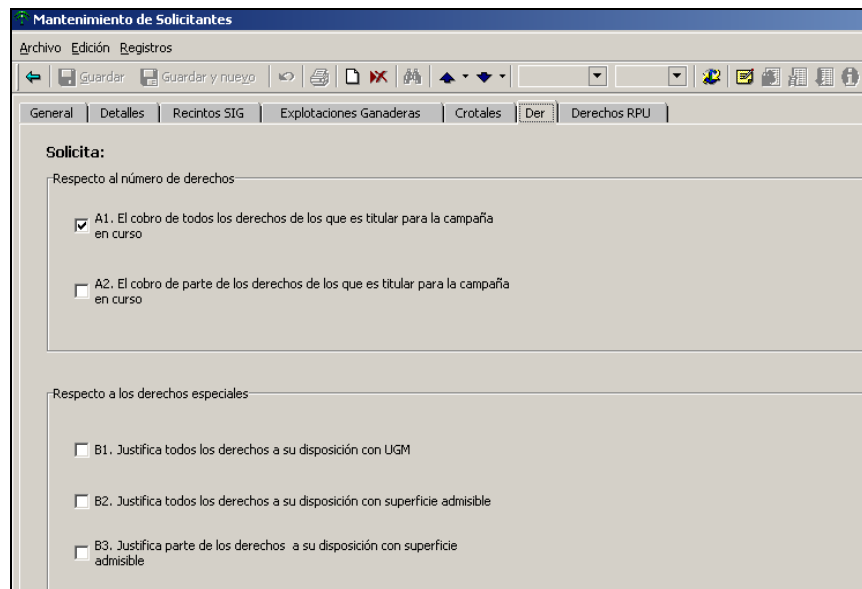 Mantenimiento de Solicitantes
Archivo Edición Registros
Guardar Guardar y nuevo
General Detalles Recintos SIG Explotaciones Ganaderas Crotales Der Derechos RPU
Solicita:
Respecto al número de derechos
A1. El cobro de todos los derechos de los que es titular para la campaña
en curso
A2. El cobro de parte de los derechos de los que es titular para la campaña
en curso
Respecto a los derechos especiales
B1. Justifica todos los derechos a su disposición con UGM
B2. Justifica todos los derechos a su disposición con superficie admisible
B3. Justifica parte de los derechos a su disposición con superficie
admisible